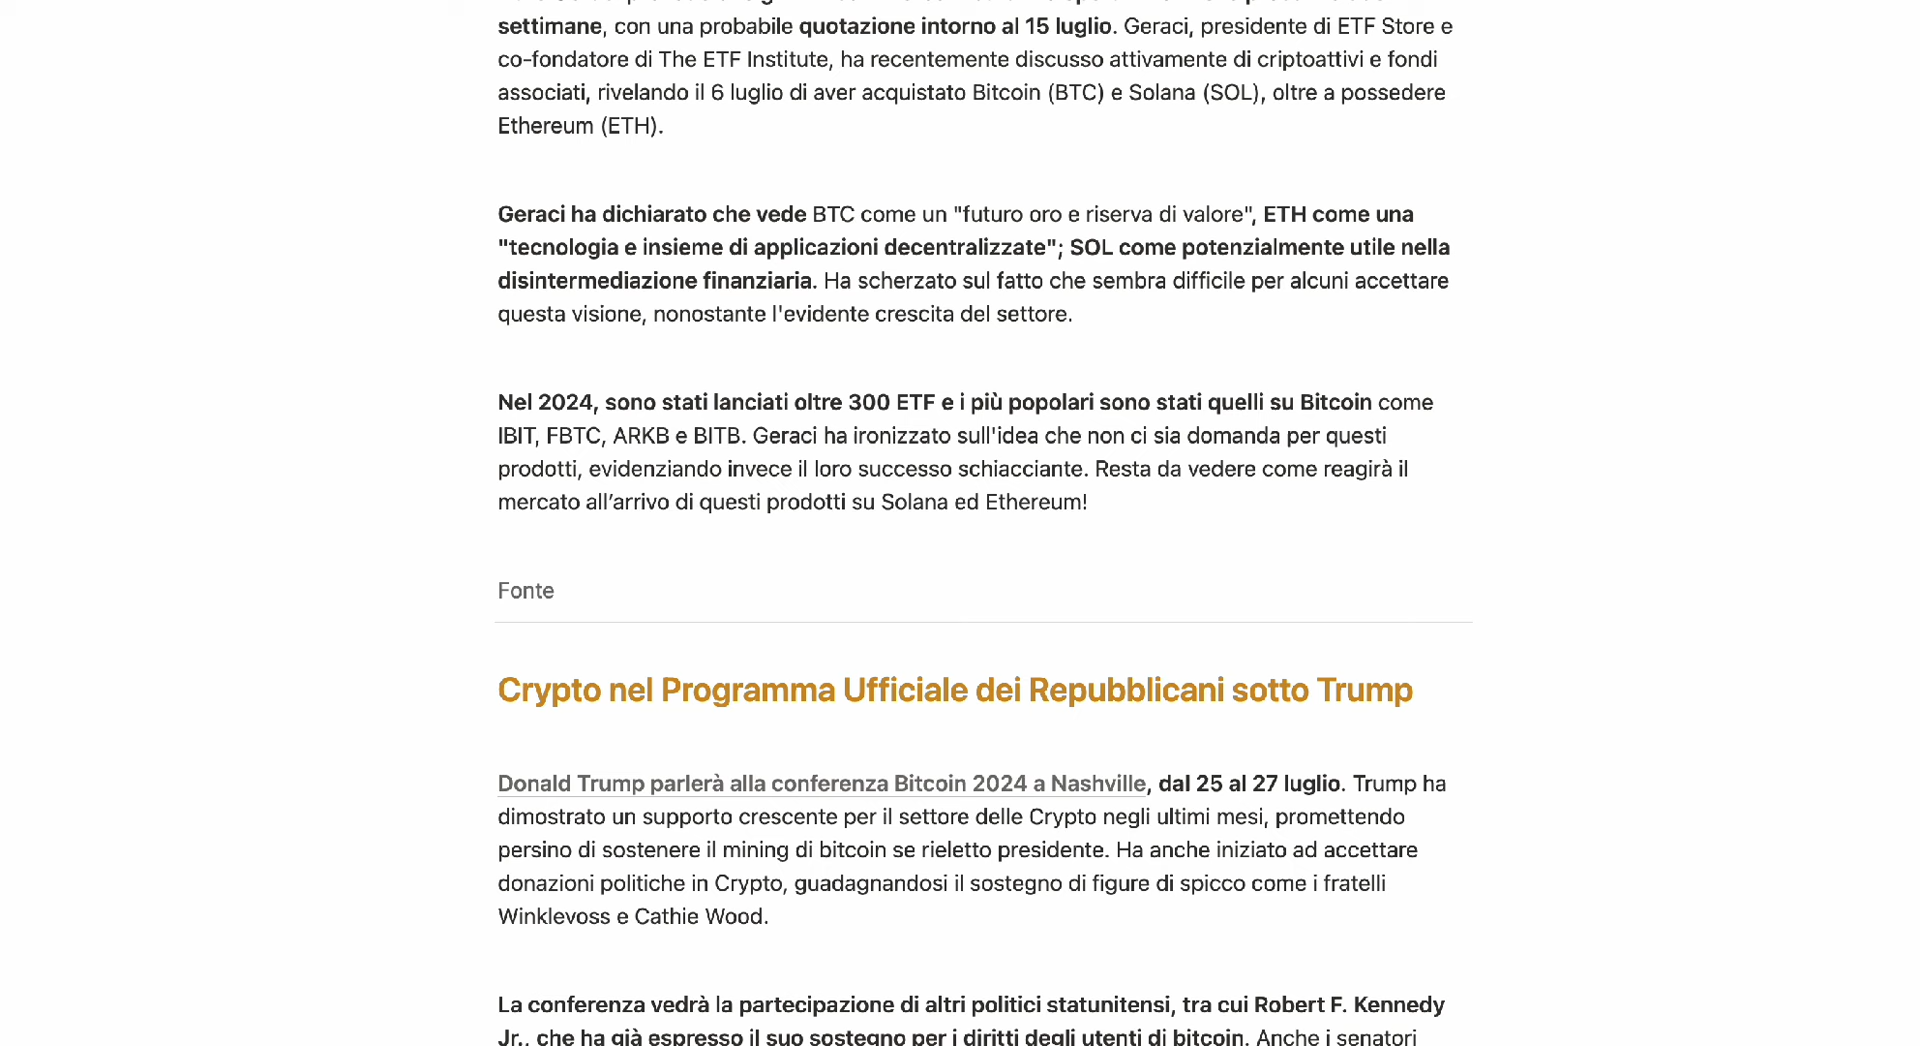 settimane, con una probabile quotazione intorno al 15 luglio. Geraci, presidente di ETF Store e
co-fondatore di The ETF Institute, ha recentemente discusso attivamente di criptoattivi e fondi
associati, rivelando il 6 luglio di aver acquistato Bitcoin (BTC) e Solana (SOL), oltre a possedere
Ethereum (ETH).
Geraci ha dichiarato che vede BTC come un "futuro oro e riserva di valore", ETH come una
"tecnologia e insieme di applicazioni decentralizzate"; SOL come potenzialmente utile nella
disintermediazione finanziaria. Ha scherzato sul fatto che sembra difficile per alcuni accettare
questa visione, nonostante l'evidente crescita del settore.
Nel 2024, sono stati lanciati oltre 300 ETF e i più popolari sono stati quelli su Bitcoin come
IBIT, FBTC, ARKB e BITB. Geraci ha ironizzato sull'idea che non ci sia domanda per questi
prodotti, evidenziando invece il loro successo schiacciante. Resta da vedere come reagirà il
mercato all’arrivo di questi prodotti su Solana ed Ethereum!
Fonte
Crypto nel Programma Ufficiale dei Repubblicani sotto Trump
Donald Trump parlerà alla conferenza Bitcoin 2024 a Nashville, dal 25 al 27 luglio. Trump ha
dimostrato un supporto crescente per il settore delle Crypto negli ultimi mesi, promettendo
persino di sostenere il mining di bitcoin se rieletto presidente. Ha anche iniziato ad accettare
donazioni politiche in Crypto, guadagnandosi il sostegno di figure di spicco come i fratelli
Winklevoss e Cathie Wood.
La conferenza vedrà la partecipazione di altri politici statunitensi, tra cui Robert F. Kennedy
Jr., che ha già espresso il suo sostegno per i diritti degli utenti di bitcoin. Anche i senatori